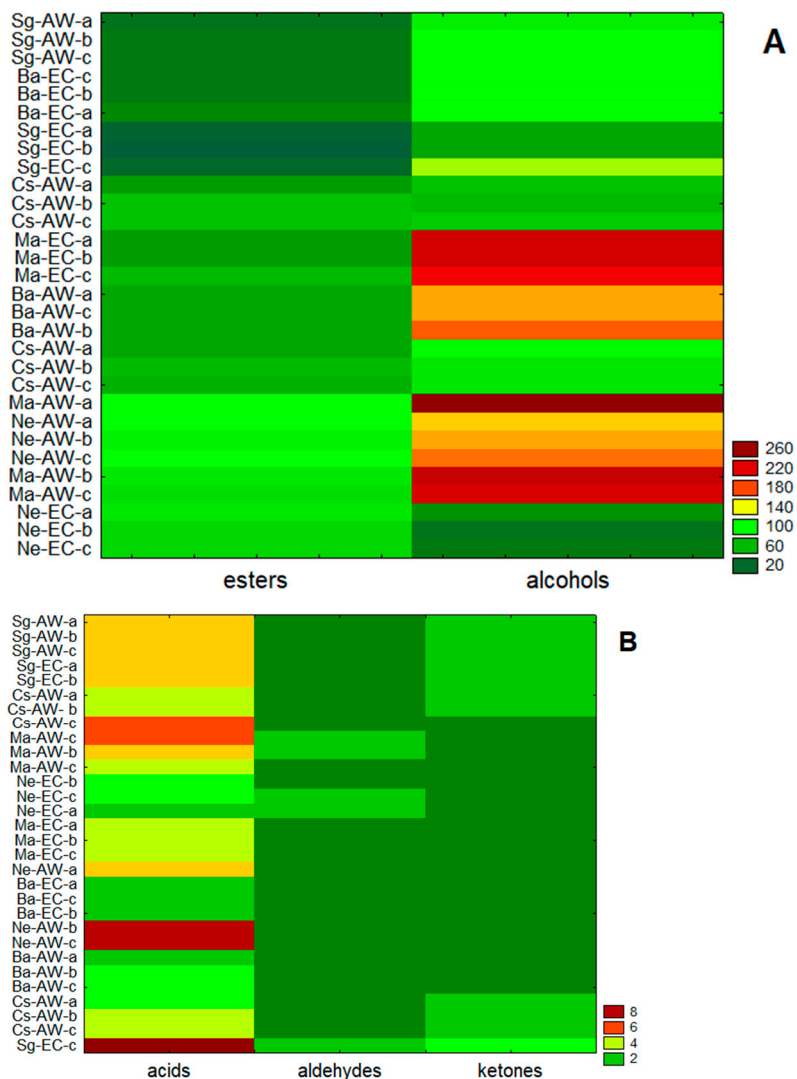 A
Sg-AW-a
Sg-AW-b
Sg-AW-c
Ba-EC-c
Ba-EC-b
Ba-EC-a
Sg-EC-a
Sg-EC-b
Sg-EC-c
Cs-AW-a
Cs-AW-b
Cs-AW-c
Ma-EC-a
Ma-EC-b
Ma-EC-c
Ba-AW-a
Ba-AW-c
Ba-AW-b
Cs-AW-a
Cs-AW-b
Cs-AW-c
Ma-AW-a
Ne-AW-a
Ne-AW-b
Ne-AW-c
Ma-AW-b
Ma-AW-c
Ne-EC-a
Ne-EC-b
Ne-EC-c
260
220
180
140
100
60
20
esters alcohols
B
Sg-AW-a
Sg-AW-b
Sg-AW-c
Sg-EC-a
Sg-EC-b
Cs-AW-a
Cs-AW- b
Cs-AW-c
Ma-AW-c
Ma-AW-b
Ma-AW-c
Ne-EC-b
Ne-EC-c
Ne-EC-a
Ma-EC-a
Ma-EC-b
Ma-EC-c
Ne-AW-a
Ba-EC-a
Ba-EC-c
Ba-EC-b
Ne-AW-b
Ne-AW-c
Ba-AW-a
Ba-AW-b
Ba-AW-c
Cs-AW-a
Cs-AW-b
Cs-AW-c
Sg-EC-c
8
6
4
2
acids aldehydes ketones